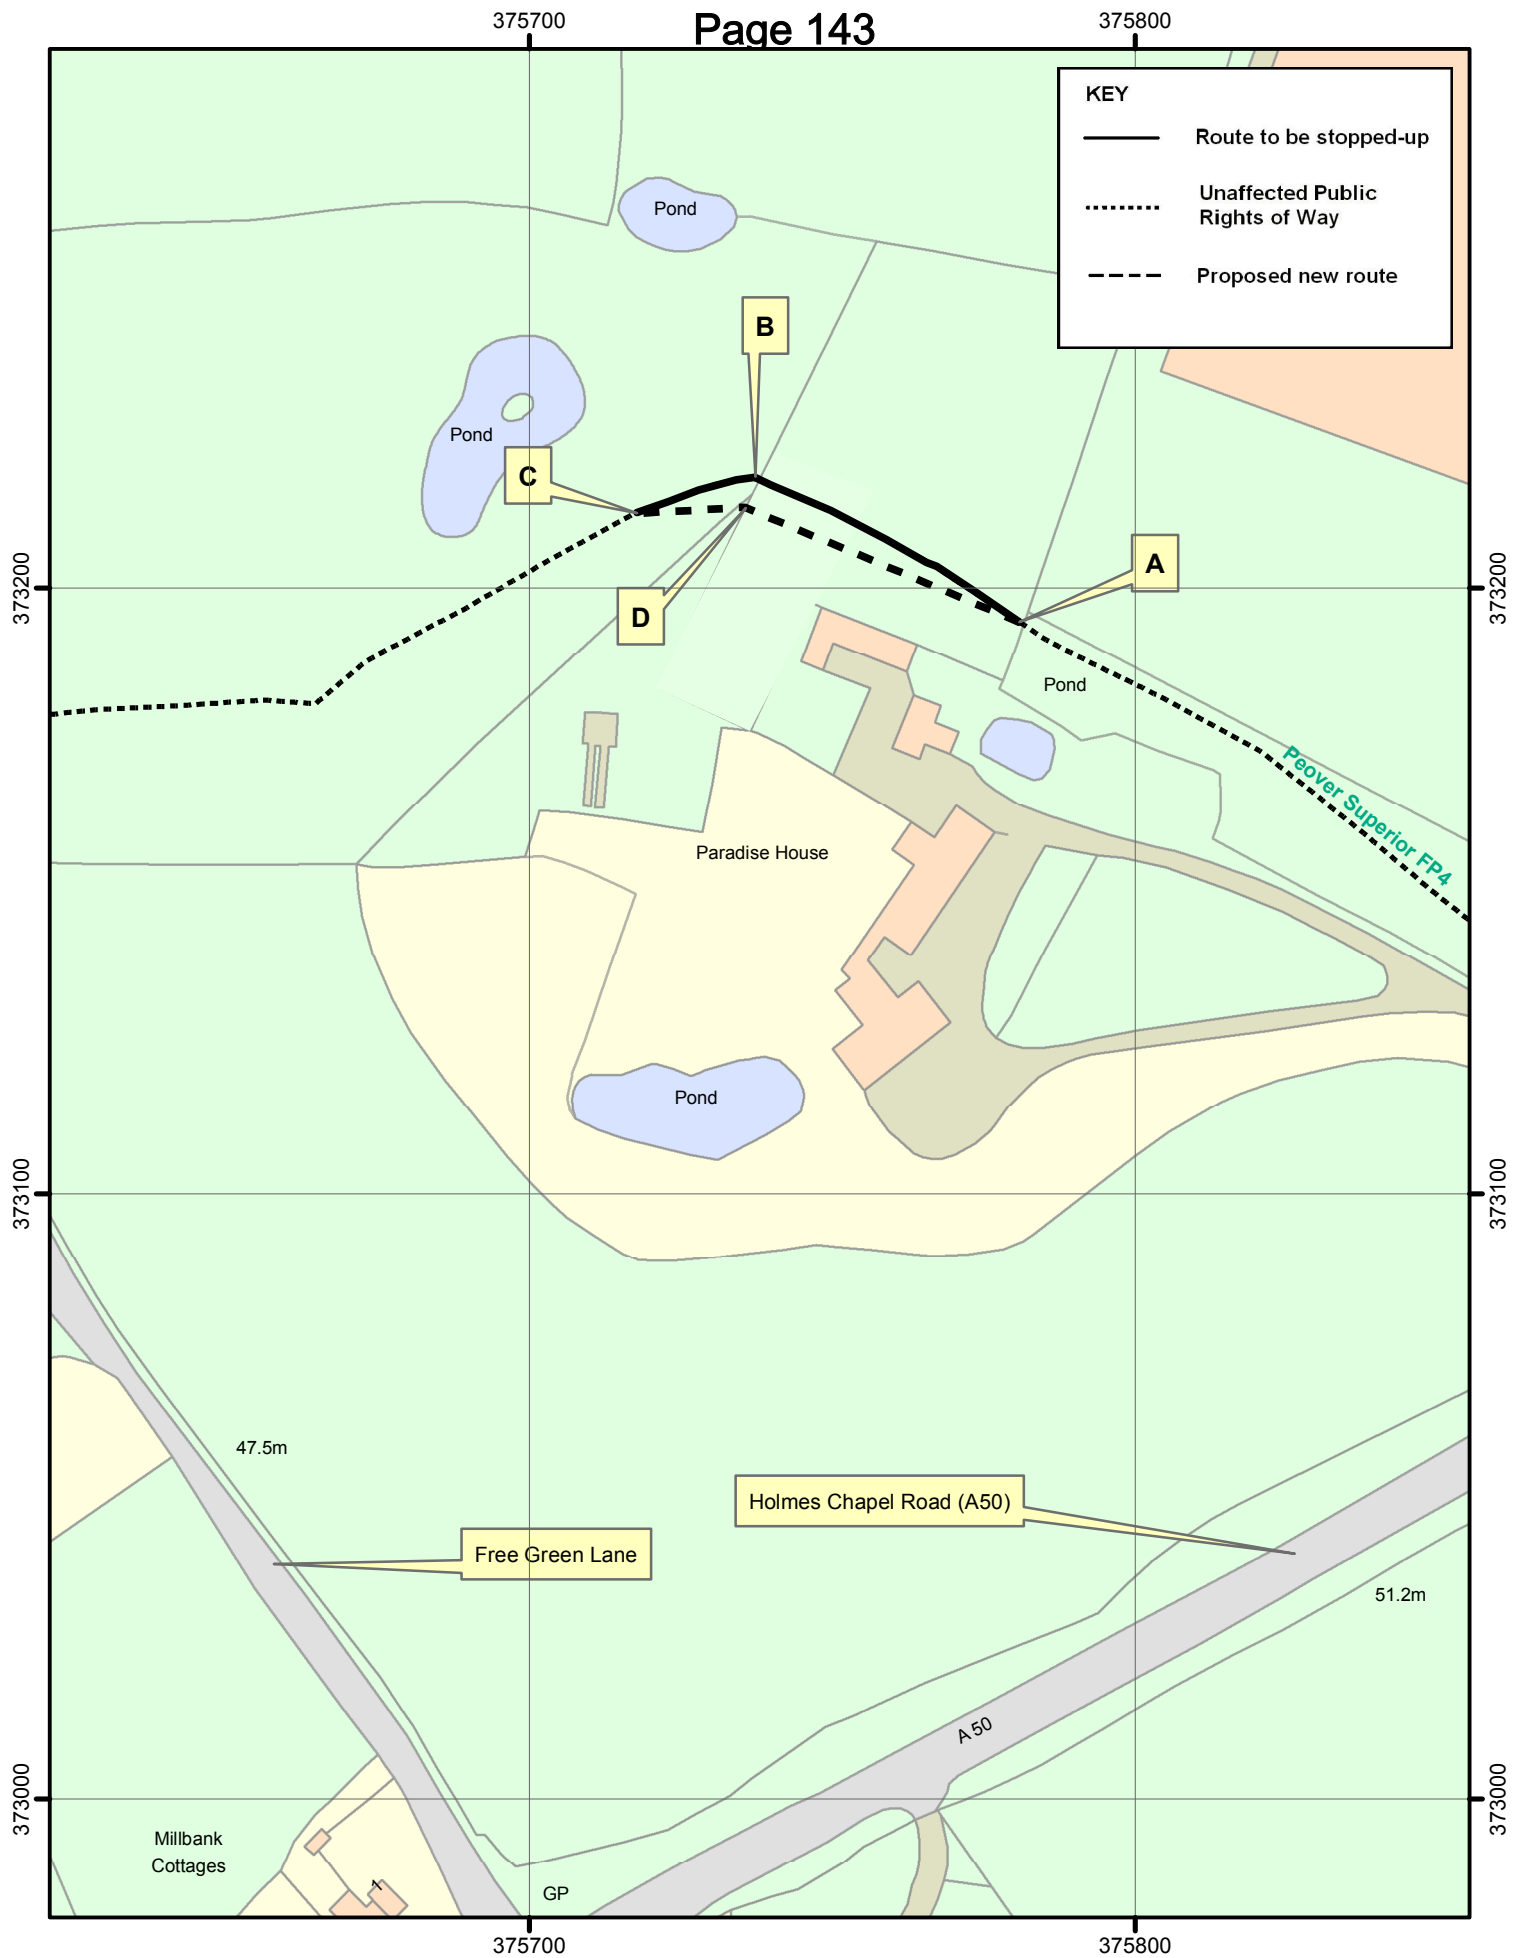 375700
Page 143
375800
KEY
Route to be stopped-up
Unaffected Public
Rights of Way
Proposed new route
Pond
B
Pond
C
A
373200
373200
D
Pond
Peover Superior FP4
Paradise House
Pond
373100
373100
47.5m
Holmes Chapel Road (A50)
Free Green Lane
51.2m
A 50
373000
373000
Millbank
Cottages
1
GP
375700
375800